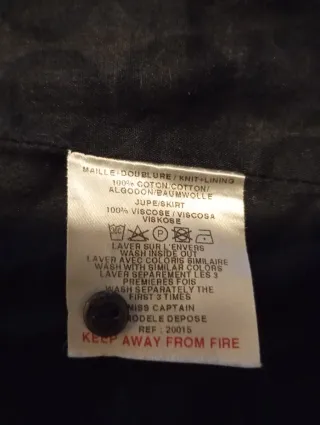 MAILLE-DOUBLURE / KNIT+LINING
100% COTON/COTTON/
ALGODON/BAUMWOLLE
JUPE/SKIRT
100% VISCOSE / VISCOSA
VISKOSE
LAVER SUR L'ENVERS
WASH INSIDE OUT
LAVER AVEC COLORIS SIMILAIRE
WASH WITH SIMILAR COLORS
LAVER SEPAREMENT LES 3
PREMIERES FOIS
WASH SEPARATELY THE
FIRST 3 TIMES
MISS CAPTAIN
MODELE DEPOSE
REF: 20015
KEEP AWAY FROM FIRE